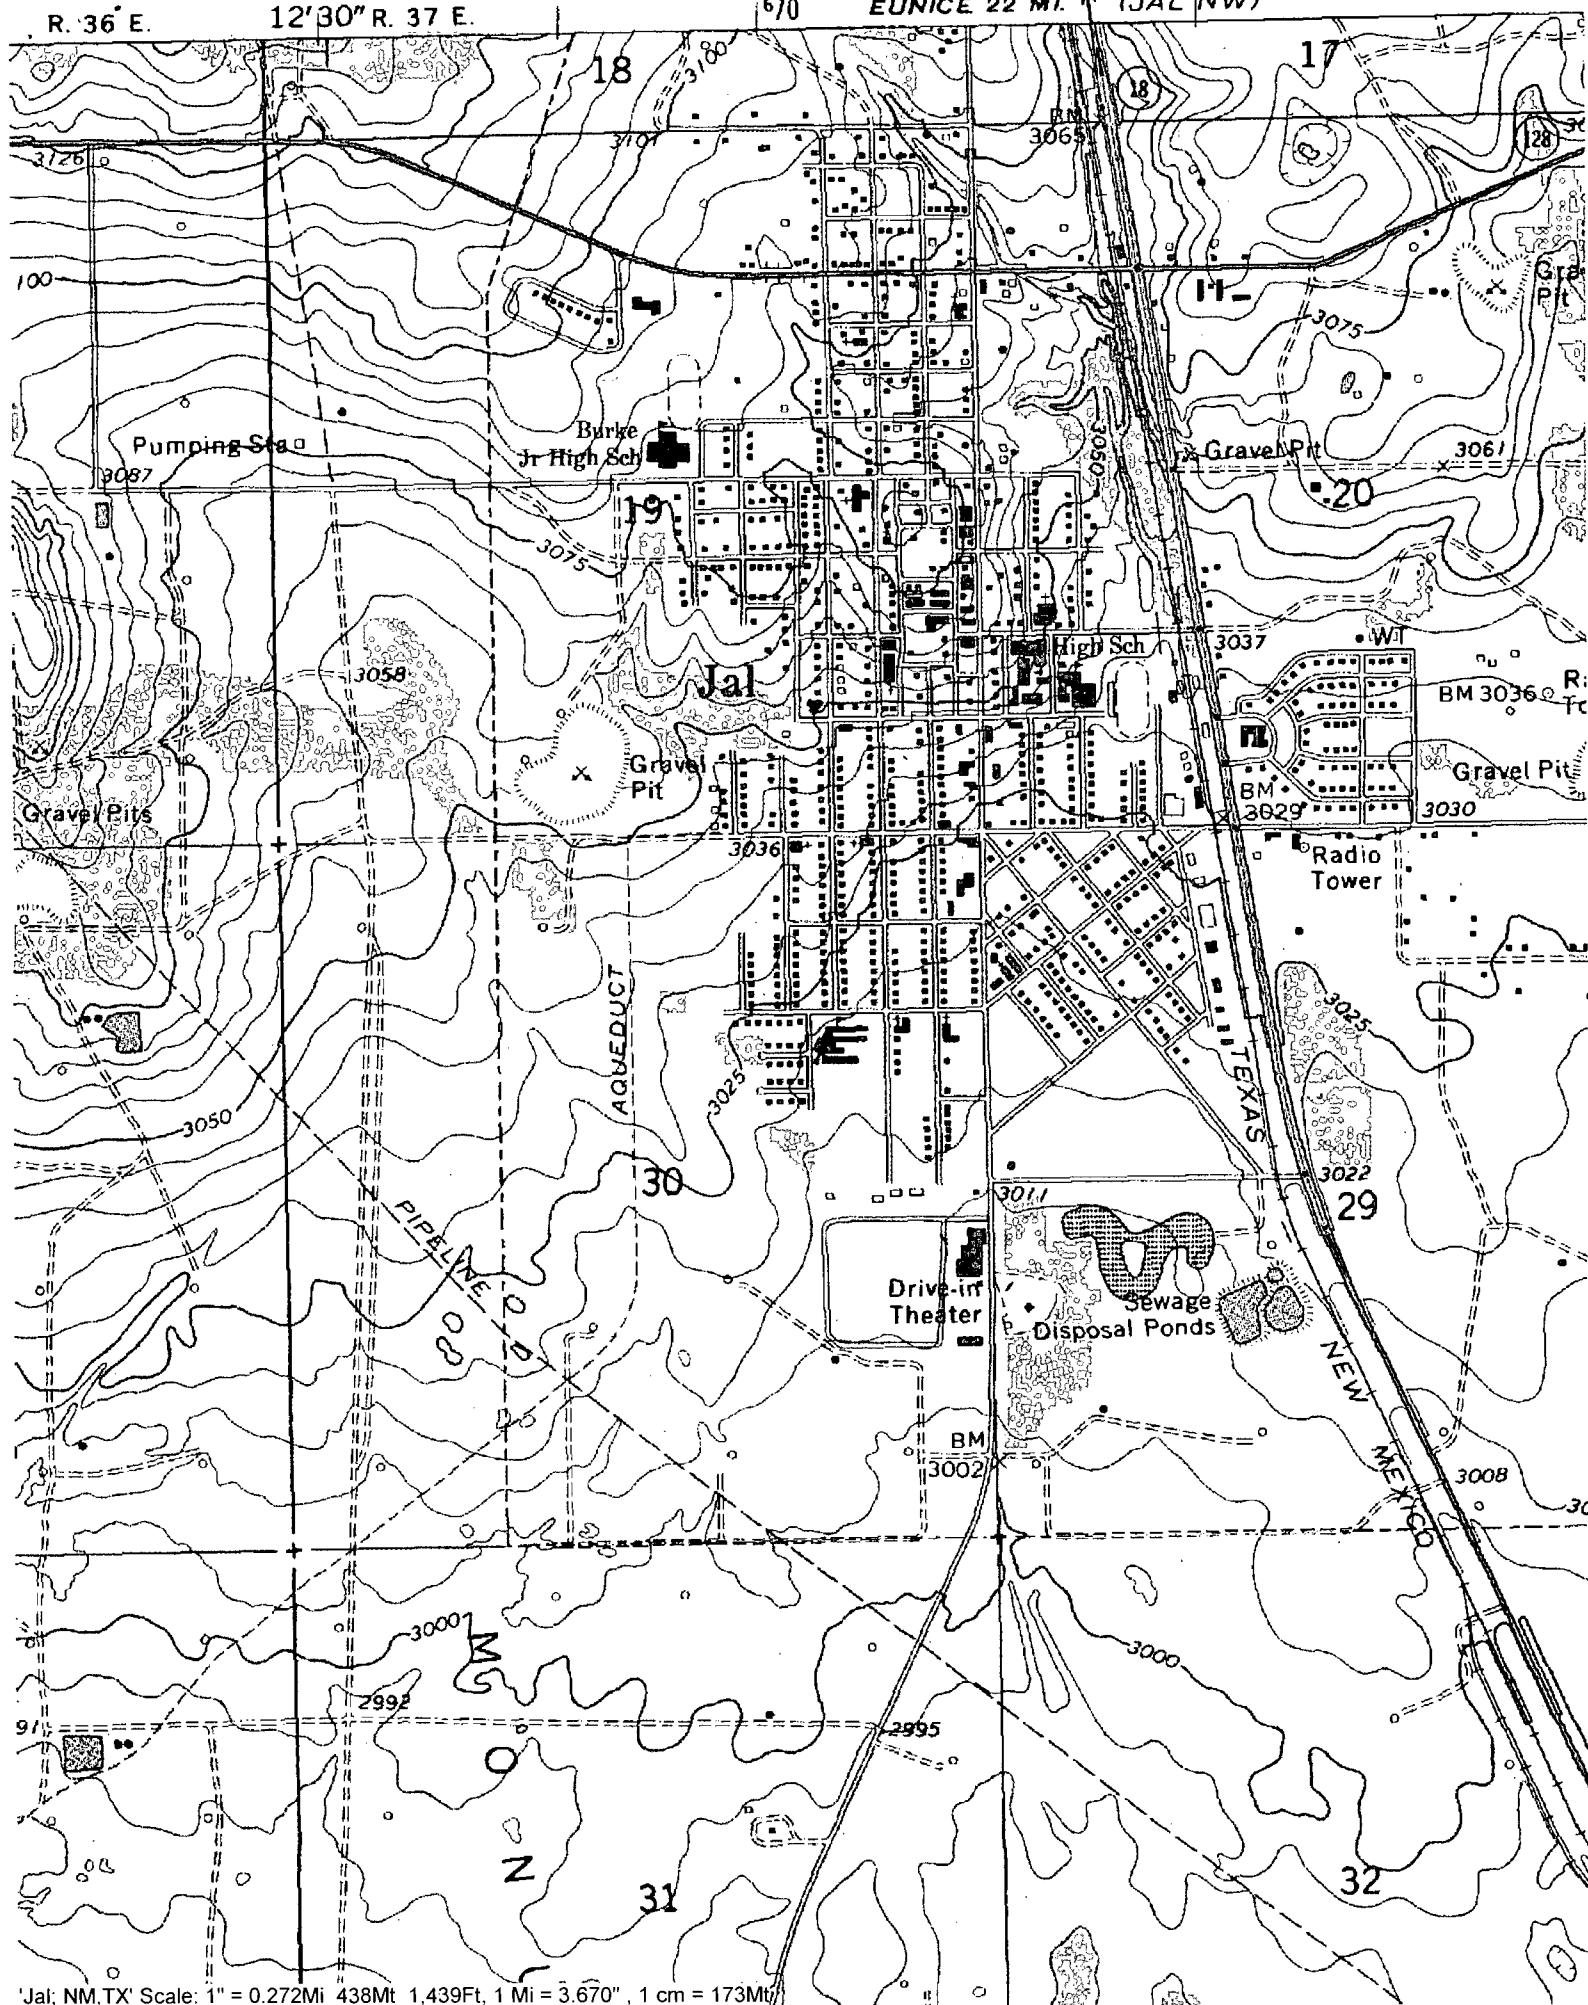 R. 36 E.
12'30" R. 37 E.
670
EUNICE 22 MI.
(JAL NW)
18
3100
17
18
BM
3065
3101
3126
128
100
Pit
3075
Burke
Jr High Sch
Pumping Sta
3087
3050
Gravel Pit
3061
20
19
3075
3037
High Sch
WT
3058
Jal
BM 3036
Gravel
Pit
Gravel Pit
BM
3029
3030
Gravel Pits
3036
Radio
Tower
AQUEDUCT
3025
3025
TEXAS
3050
30
3022
3011
29
PIPELINE
Drive-in
Theater
Sewage
Disposal Ponds
NEW
BM
3002
MEXICO
3008
3000
M
3000
2992
91
2995
O
N
31
32
'Jal; NM,TX' Scale: 1" = 0.272Mi 438Mt 1,439Ft, 1 Mi = 3.670" , 1 cm = 173Mt